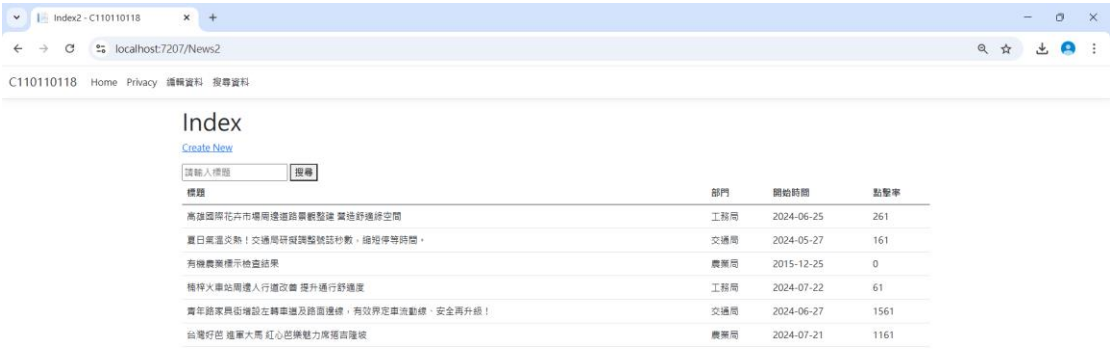 Index2 - C110110118
localhost:7207/News2
C110110118 Home Privacy 編輯資料 搜尋資料
Index
Create New
請輸入標題 搜尋
標題 部門 開始時間 點擊率
高雄國際花卉市場周邊道路景觀整建 營造舒適綠空間 工務局 2024-06-25 261
夏日氣溫炎熱！交通局研擬調整號誌秒數，縮短停等時間。 交通局 2024-05-27 161
有機農業標示檢查結果 農業局 2015-12-25 0
楠梓火車站周邊人行道改善 提升通行舒適度 工務局 2024-07-22 61
青年路家具街增設左轉車道及路面邊線，有效界定車流動線、安全再升級！ 交通局 2024-06-27 1561
台灣好芭 進軍大馬 紅心芭樂魅力席捲吉隆坡 農業局 2024-07-21 1161